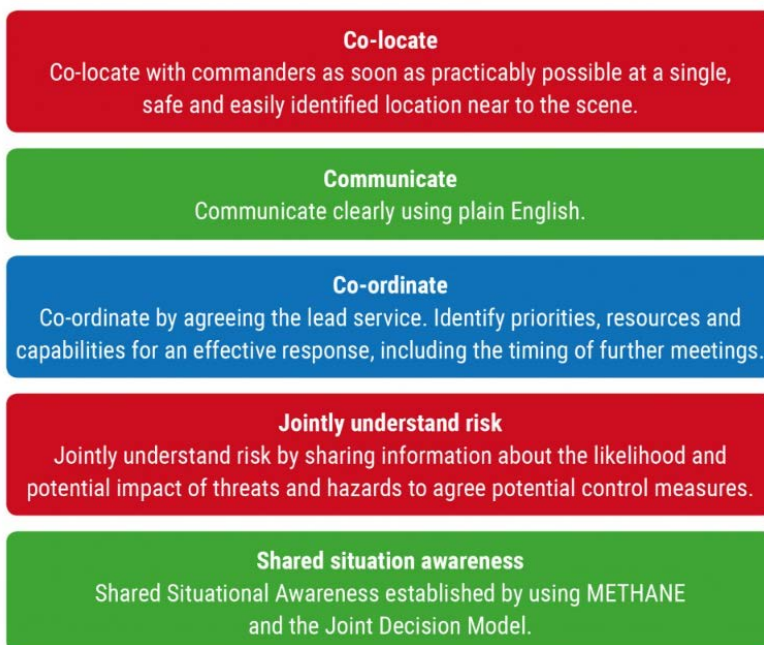 Co-locate
Co-locate with commanders as soon as practicably possible at a single,
safe and easily identified location near to the scene.
Communicate
Communicate clearly using plain English.
Co-ordinate
Co-ordinate by agreeing the lead service. Identify priorities, resources and
capabilities for an effective response, including the timing of further meetings.
Jointly understand risk
Jointly understand risk by sharing information about the likelihood and
potential impact of threats and hazards to agree potential control measures.
Shared situation awareness
Shared Situational Awareness established by using METHANE
and the Joint Decision Model.